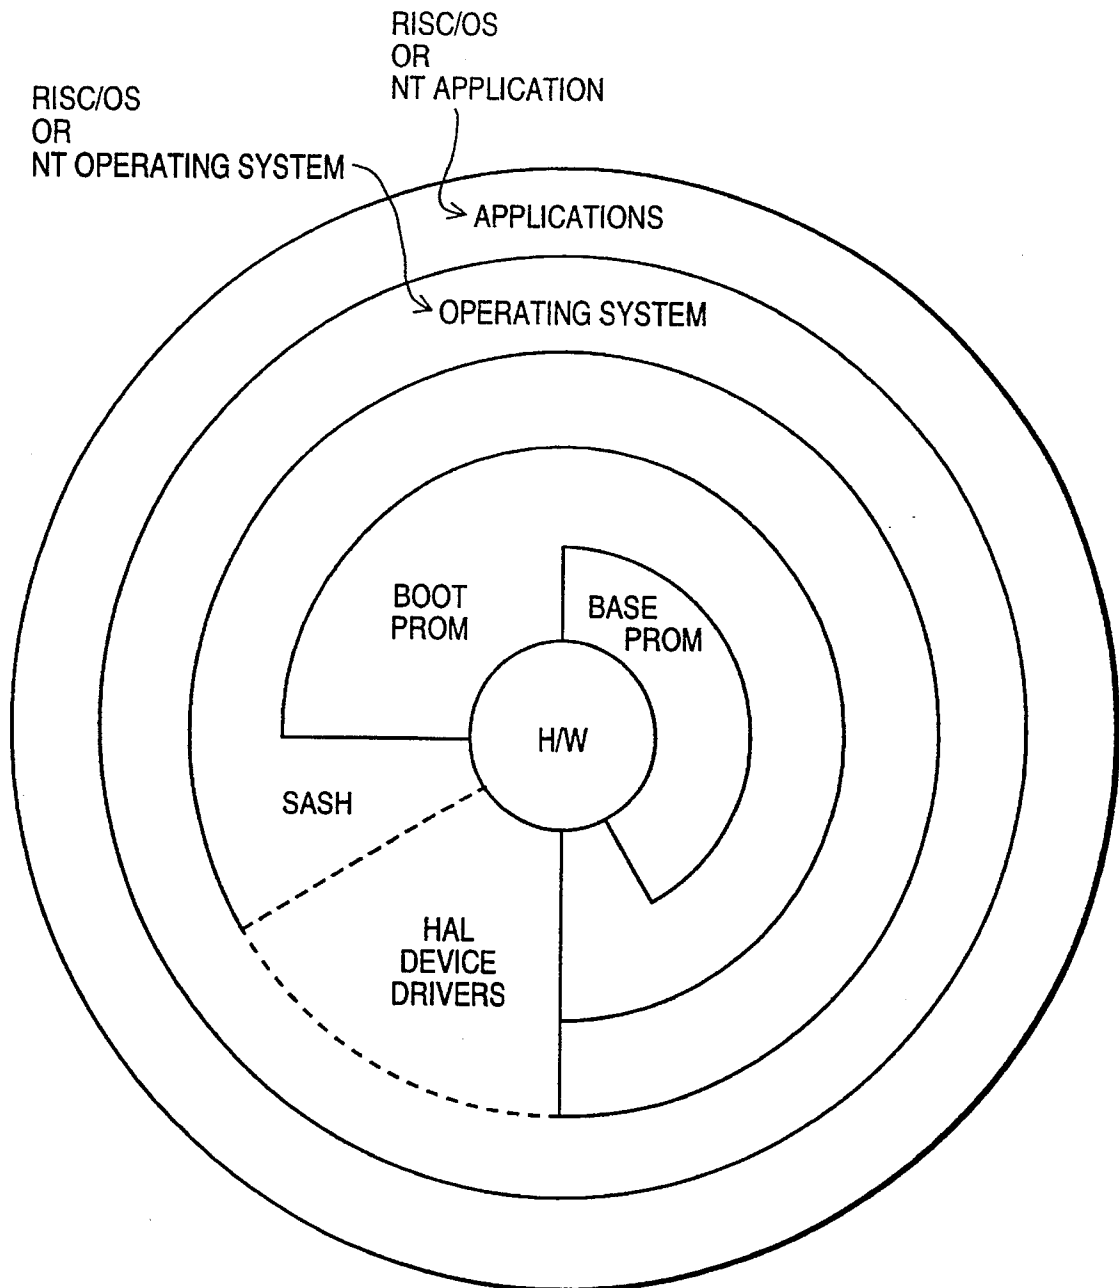 RISC/OS
OR
NT APPLICATION
RISC/OS
OR
NT OPERATING SYSTEM
APPLICATIONS
OPERATING SYSTEM
BOOT
PROM
BASE
PROM
H/W
SASH
HAL
DEVICE
DRIVERS